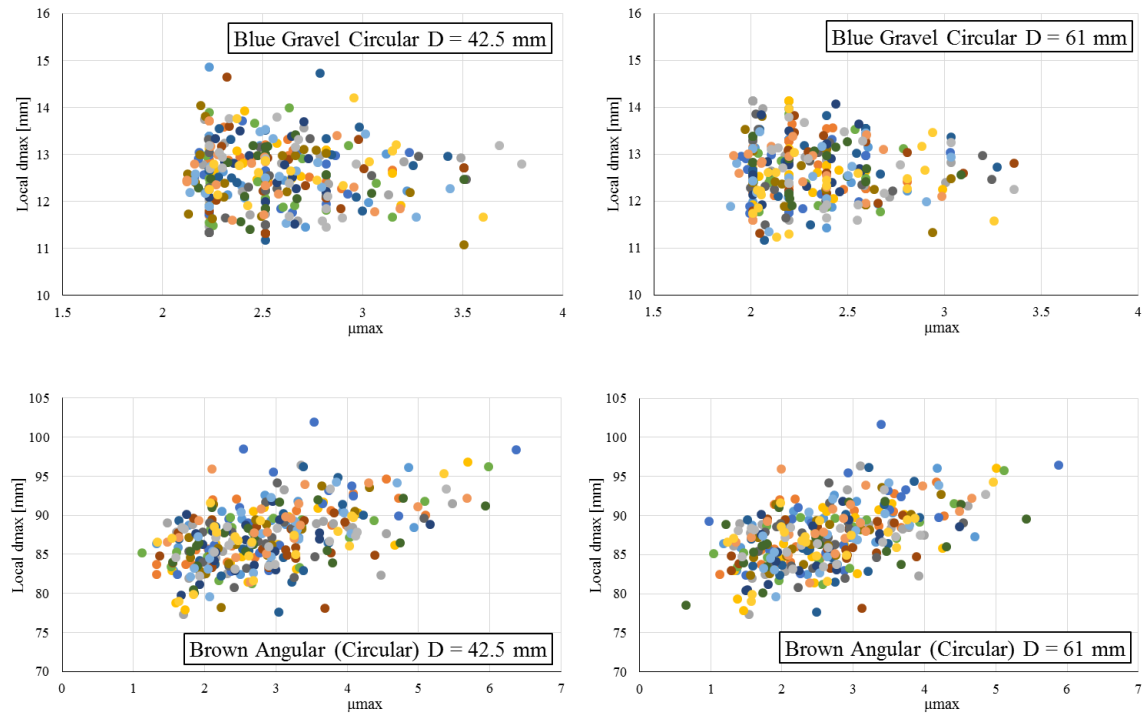 Blue Gravel Circular D = 42.5 mm
Local dmax [mm]
16
15
14
13
12
11
10
1.5 2 2.5 3 3.5 4
μmax
Blue Gravel Circular D = 61 mm
Local dmax [mm]
16
15
14
13
12
11
10
1.5 2 2.5 3 3.5 4
μmax
Brown Angular (Circular) D = 42.5 mm
Local dmax [mm]
105
100
95
90
85
80
75
70
0 1 2 3 4 5 6 7
μmax
Brown Angular (Circular) D = 61 mm
Local dmax [mm]
105
100
95
90
85
80
75
70
0 1 2 3 4 5 6 7
μmax